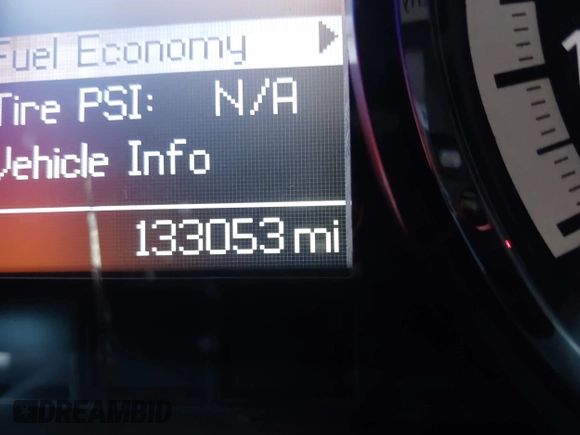 Fuel Economy
Tire PSI: N/A
Vehicle Info
133053 mi
DREAMBID